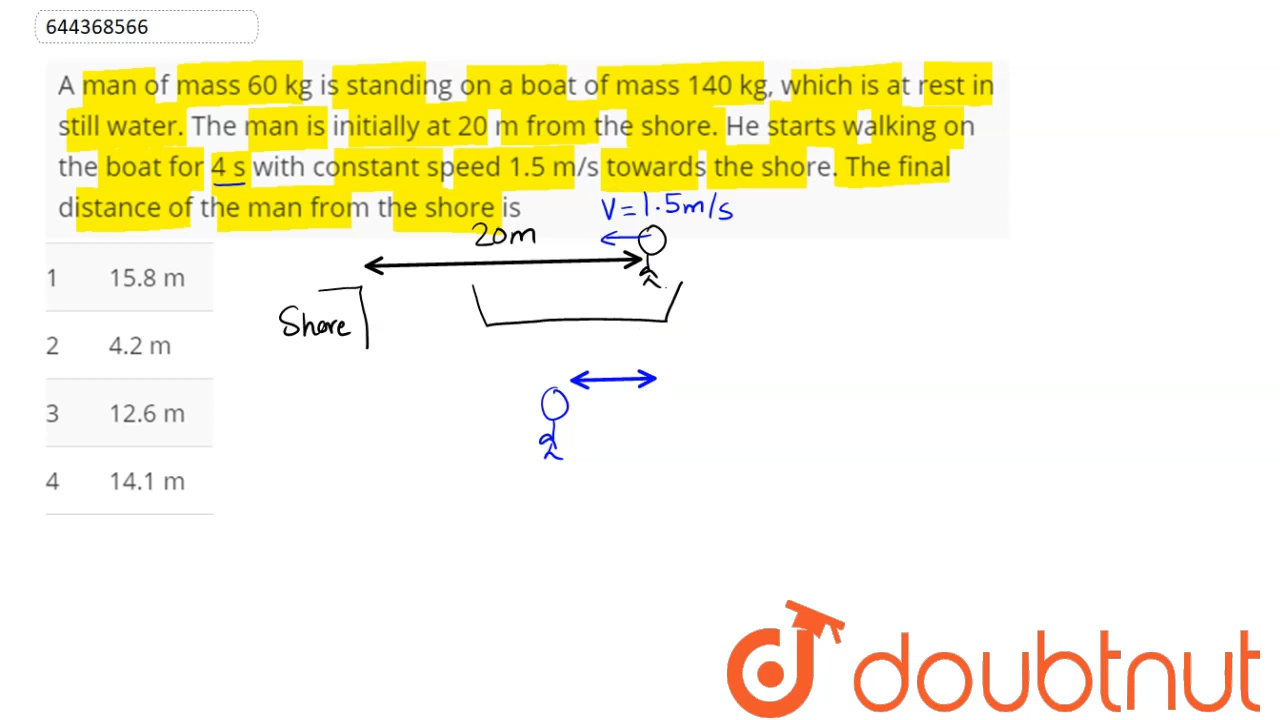 644368566
A man of mass 60 kg is standing on a boat of mass 140 kg, which is at rest in
still water. The man is initially at 20 m from the shore. He starts walking on
the boat for 4 s with constant speed 1.5 m/s towards the shore. The final
distance of the man from the shore is
V=1.5m/s
20m
1 15.8 m
Shore
2 4.2 m
3 12.6 m
4 14.1 m
doubtnut